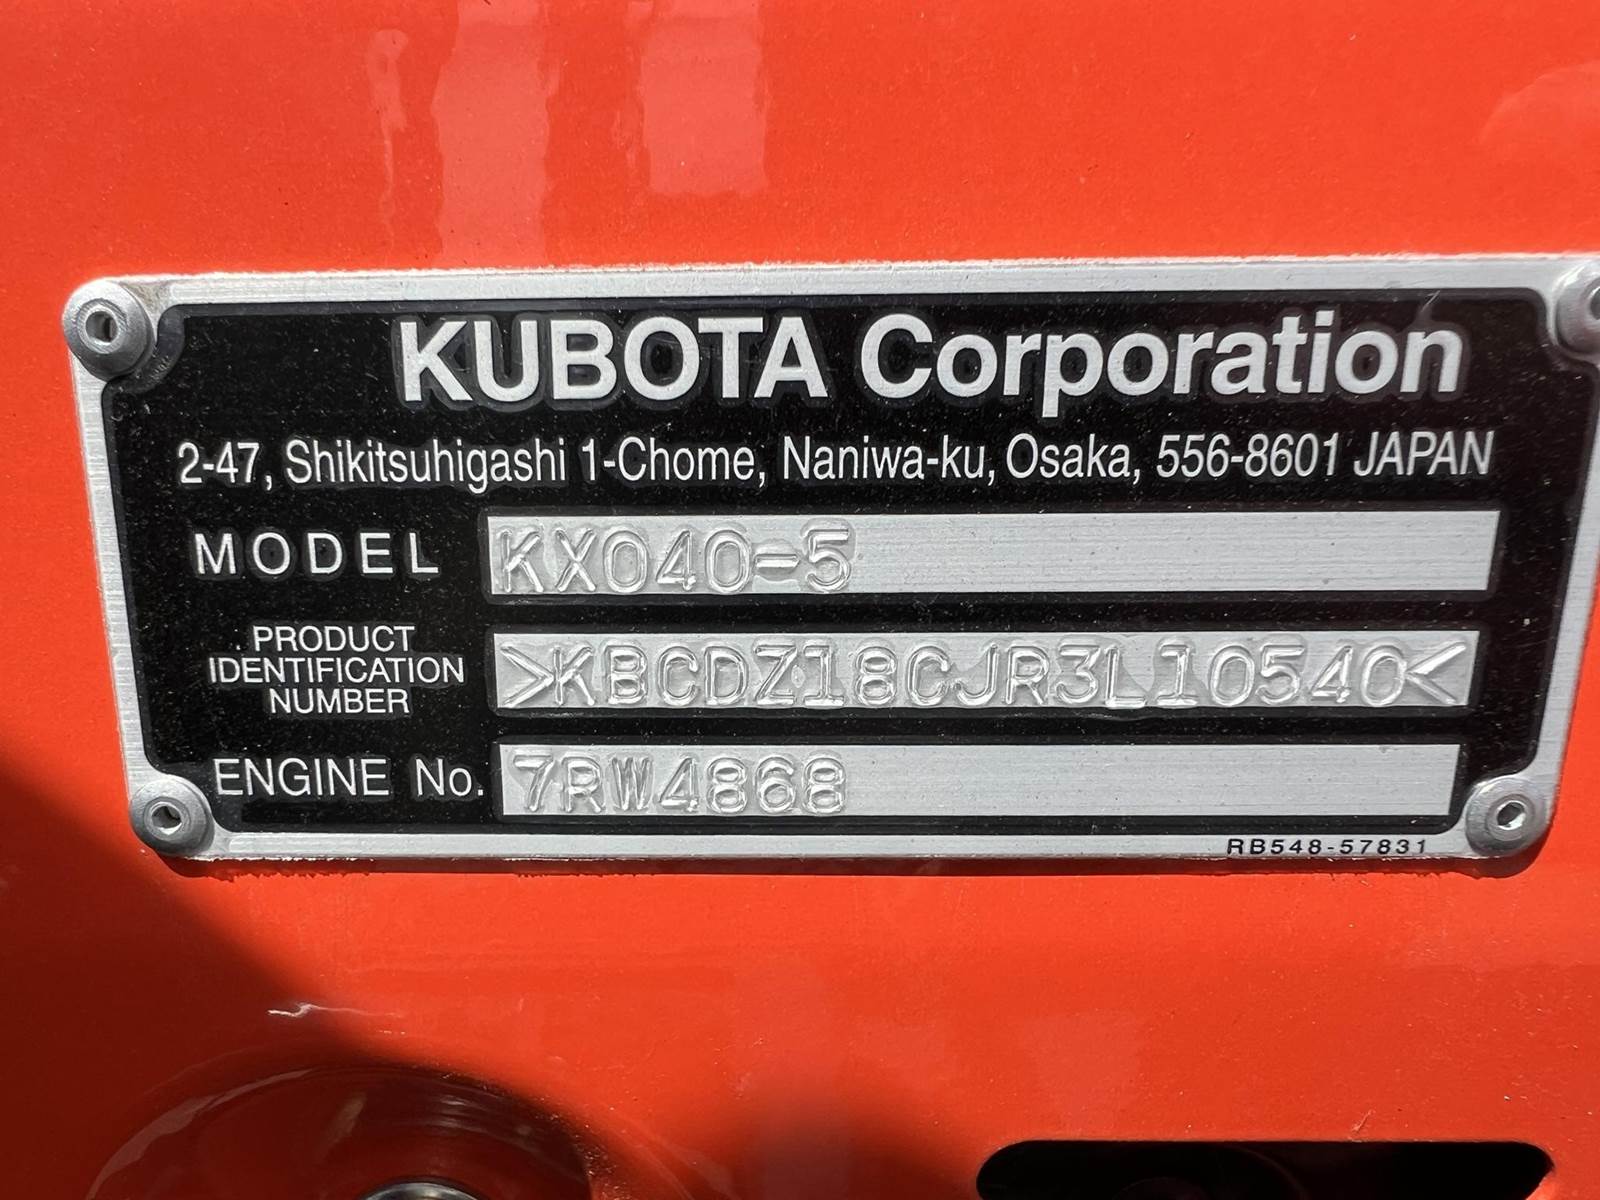 KUBOTA Corporation
2-47, Shikitsuhigashi 1-Chome, Naniwa-ku, Osaka, 556-8601 JAPAN
MODEL KX040-5
PRODUCT
IDENTIFICATION
NUMBER
>KBCDZ18CJR3L10540<
ENGINE No. 7RW4868
RB548-57831